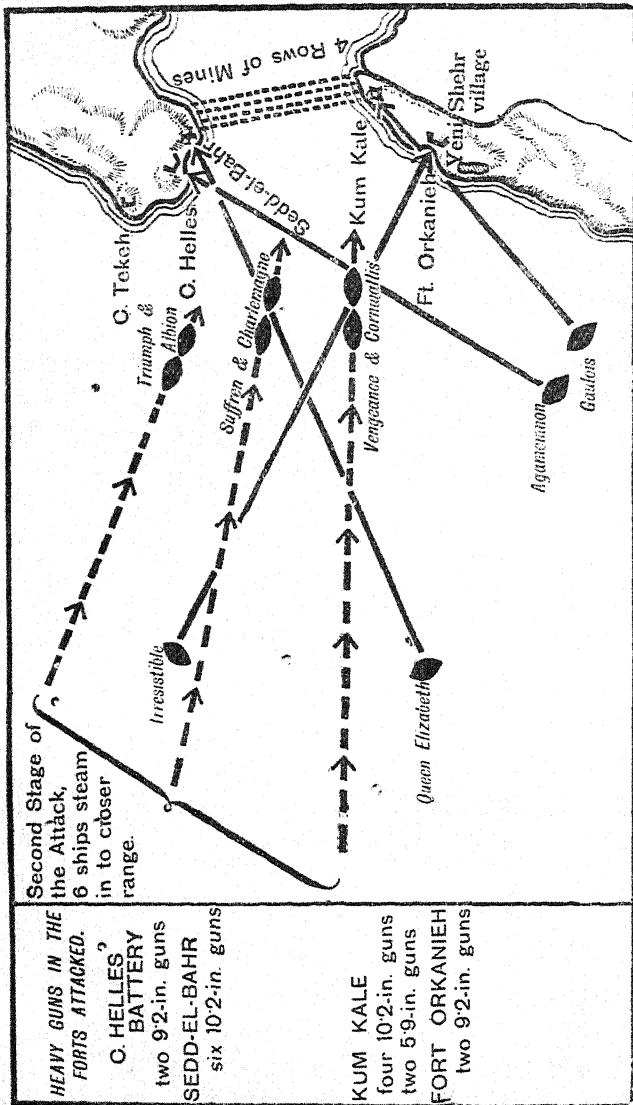 HEAVY GUNS IN THE
FORTS ATTACKED.
C. HELLES'
BATTERY
two 9·2-in. guns
SEDD-EL-BAHR
six 10·2-in. guns
KUM KALE
four 10·2-in. guns
two 5·9-in. guns
FORT ORKANIEH
two 9·2-in. guns
Second Stage of
the Attack,
6 ships steam
in to closer
range.
Irresistible
Queen Elizabeth
Triumph &
Albion
Suffren & Charlemagne
Vengeance & Cornwallis
Agamemnon
Gaulois
C. Tekeh
C. Helles
Sedd-el-Bahr
Kum Kale
Ft. Orkanieh
Yeni Shehr
village
4 Rows of Mines